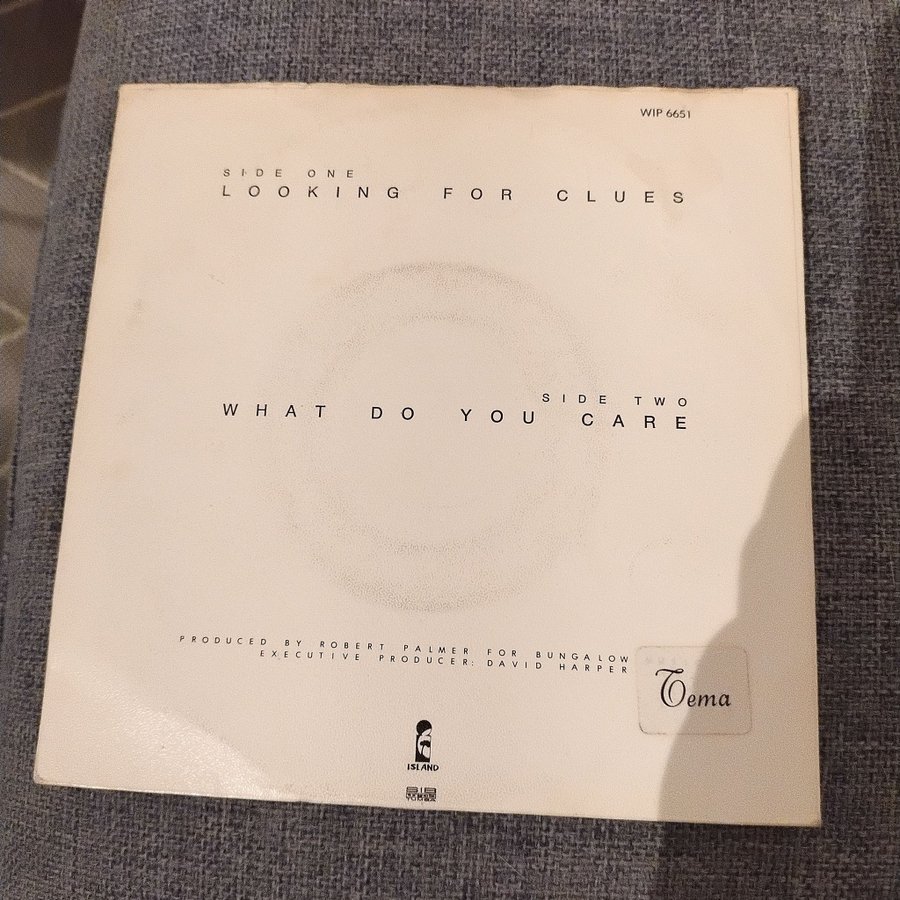 WIP 6651
SIDE ONE
LOOKING FOR CLUES
SIDE TWO
WHAT DO YOU CARE
PRODUCED BY ROBERT PALMER FOR BUNGALOW
EXECUTIVE PRODUCER: DAVID HARPER
Tema
ISLAND